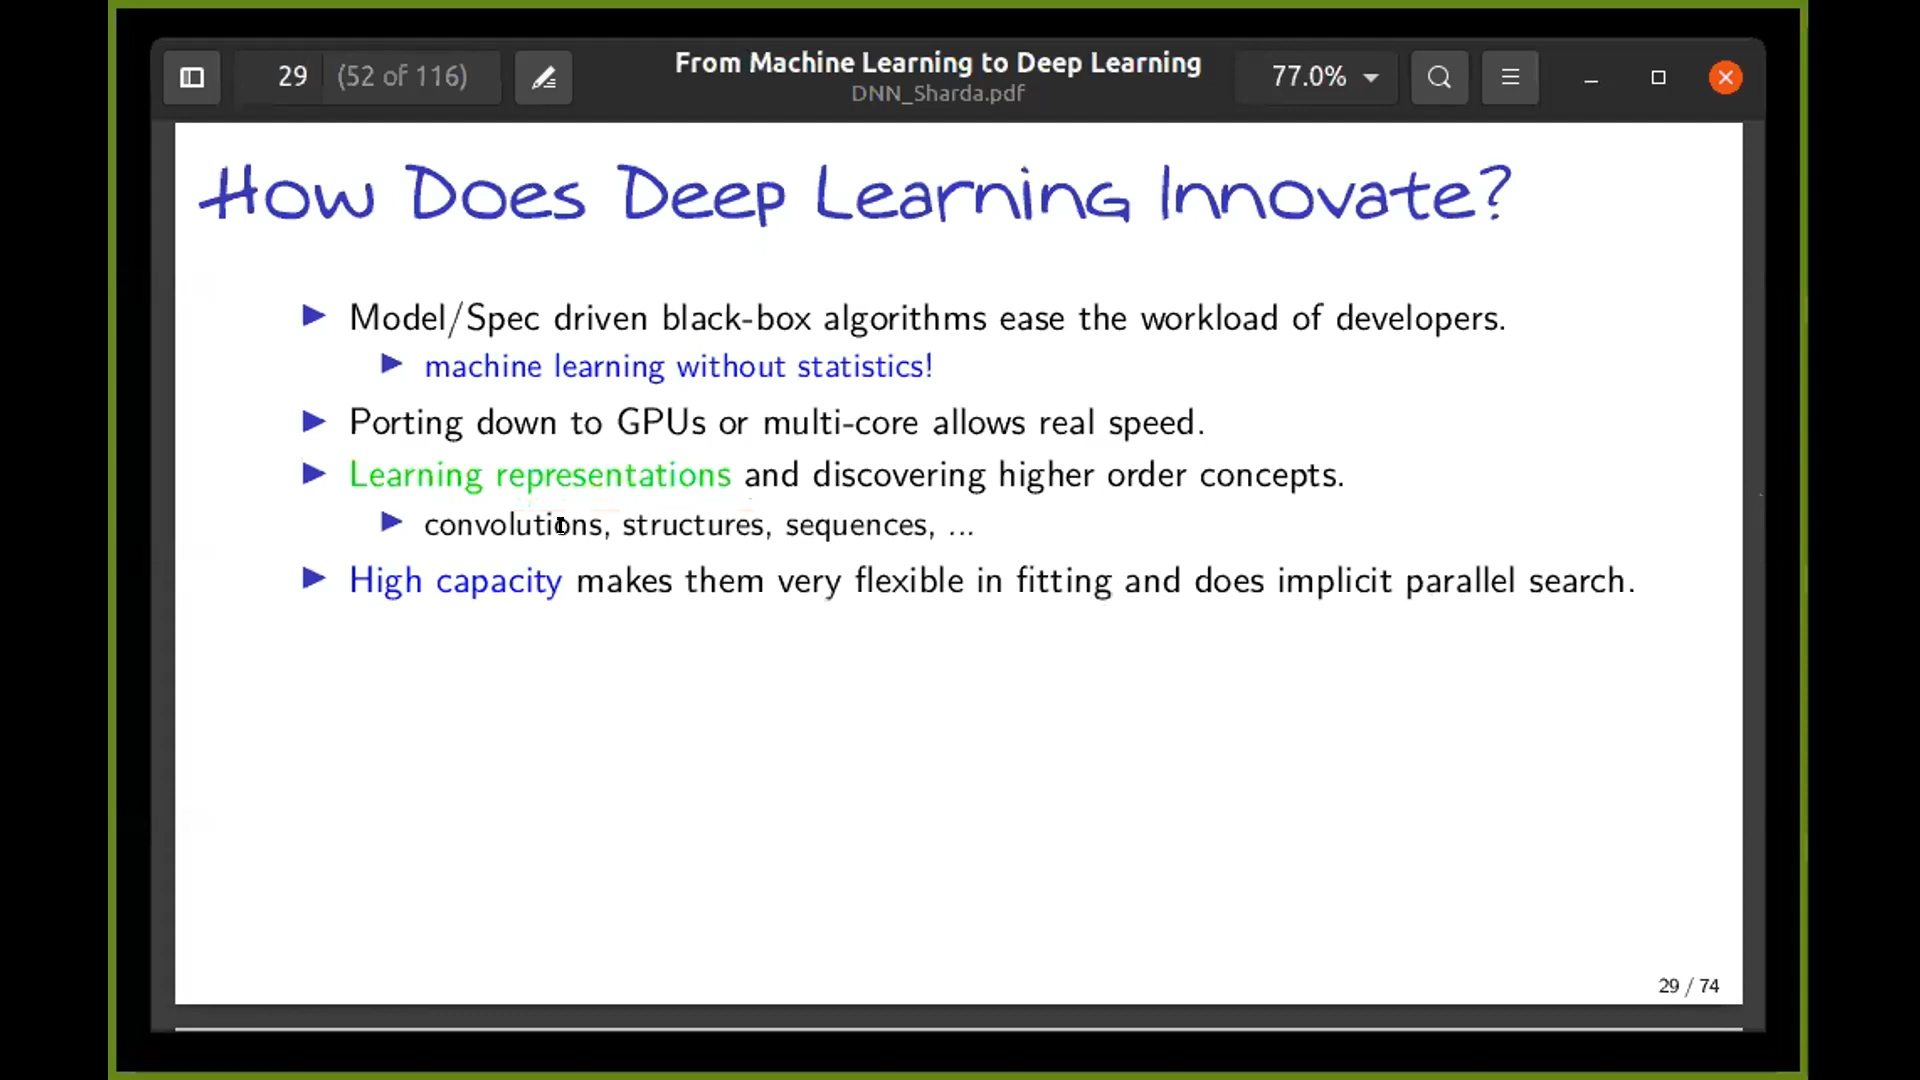 29 (52 of 116)
From Machine Learning to Deep Learning
DNN_Sharda.pdf
77.0%
How Does Deep Learning Innovate?
Model/Spec driven black-box algorithms ease the workload of developers.
machine learning without statistics!
Porting down to GPUs or multi-core allows real speed.
Learning representations and discovering higher order concepts.
convolutions, structures, sequences, ...
High capacity makes them very flexible in fitting and does implicit parallel search.
29 / 74